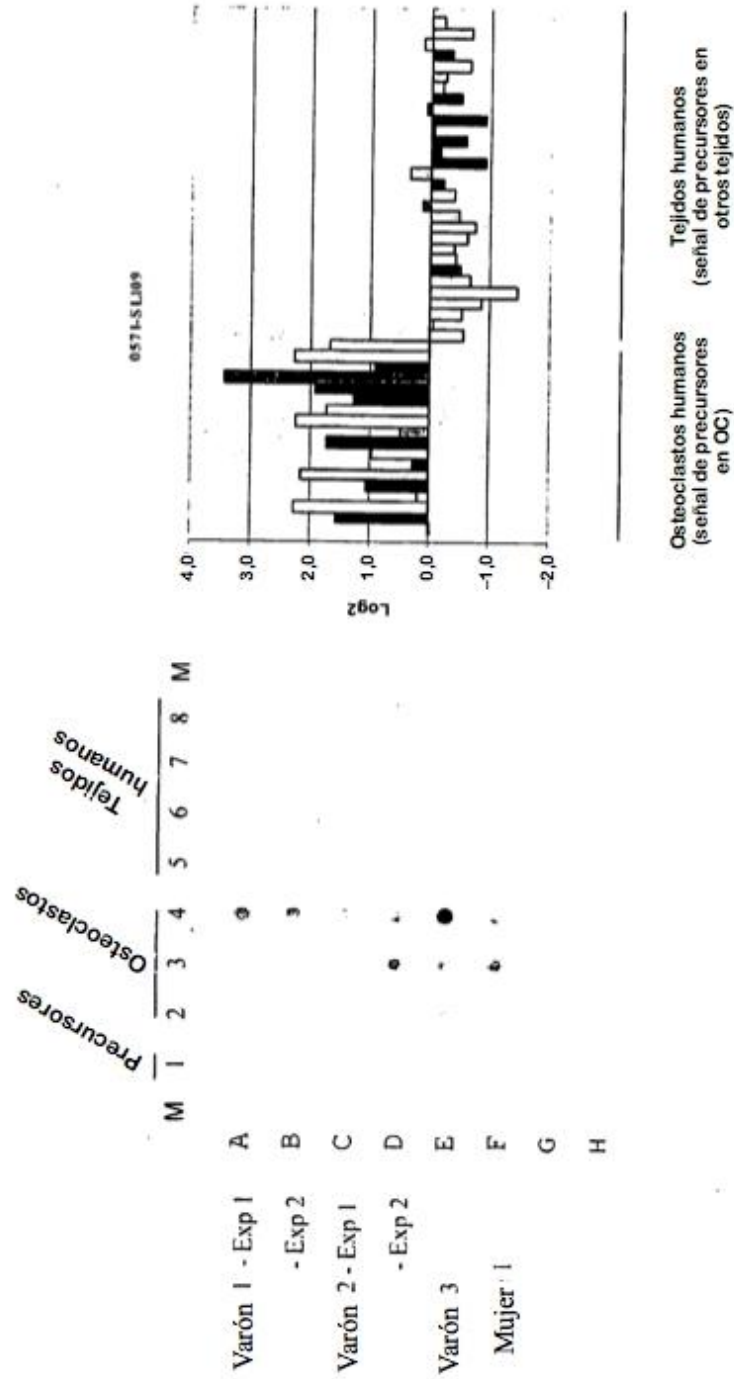 Precursores
Osteoclastos
Tejidos
humanos
M 1 2 3 4 5 6 7 8 M
Varón 1 - Exp 1 A
- Exp 2 B
Varón 2 - Exp 1 C
- Exp 2 D
Varón 3 E
Mujer 1 F
G
H
0571-SL109
Log2
4,0
3,0
2,0
1,0
0,0
-1,0
-2,0
Osteoclastos humanos
(señal de precursores
en OC)
Tejidos humanos
(señal de precursores en
otros tejidos)